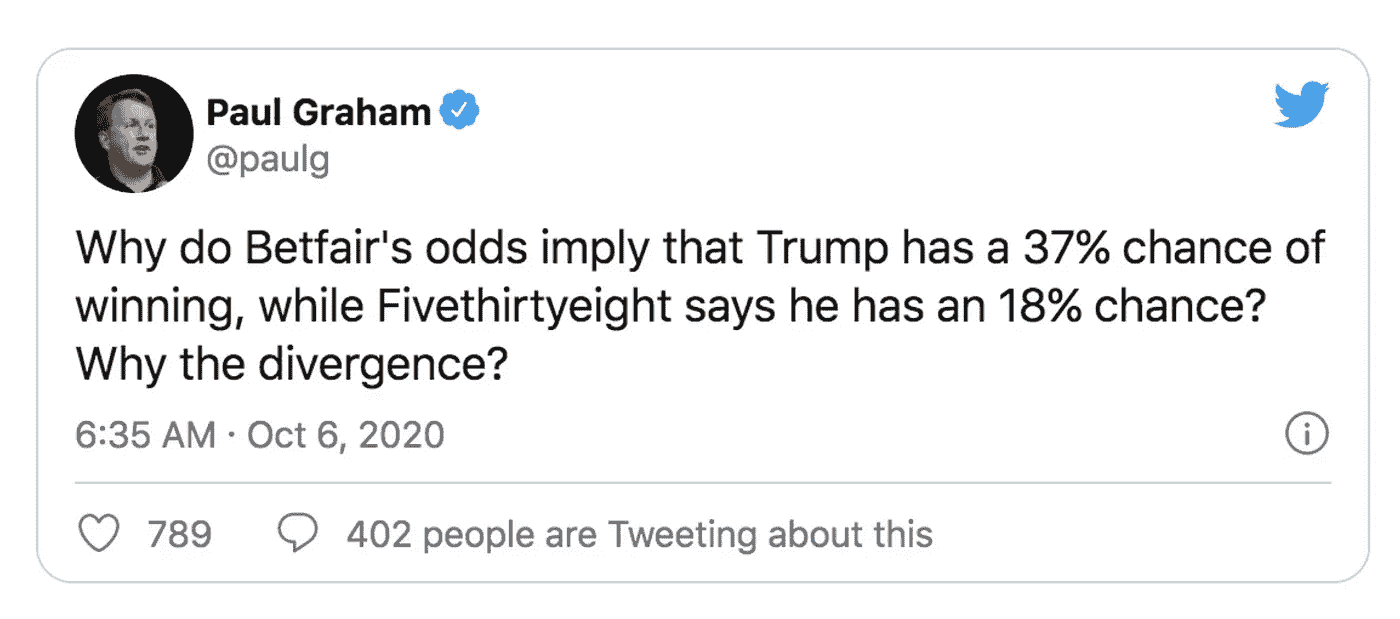 Paul Graham
@paulg
Why do Betfair's odds imply that Trump has a 37% chance of
winning, while Fivethirtyeight says he has an 18% chance?
Why the divergence?
6:35 AM · Oct 6, 2020
789 402 people are Tweeting about this